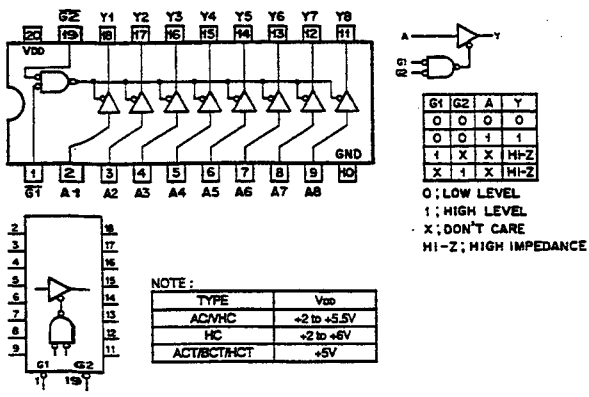 G2 Y1 Y2 Y3 Y4 Y5 Y6 Y7 Y8
20 19 18 17 16 15 14 13 12 11
VDD
GND
1 2 3 4 5 6 7 8 9 10
G1 A1 A2 A3 A4 A5 A6 A7 A8
A Y
G1
G2
G1 G2 A Y
0 0 0 0
0 0 1 1
1 X X HI-Z
X 1 X HI-Z
0 ; LOW LEVEL
1 ; HIGH LEVEL
X ; DON'T CARE
HI-Z ; HIGH IMPEDANCE
2 18
3 17
4 16
5 15
6 14
7 13
8 12
9 11
G1 G2
1 19
NOTE :
TYPE VDD
AC/VHC +2 to +5.5V
HC +2 to +6V
ACT/BCT/HCT +5V